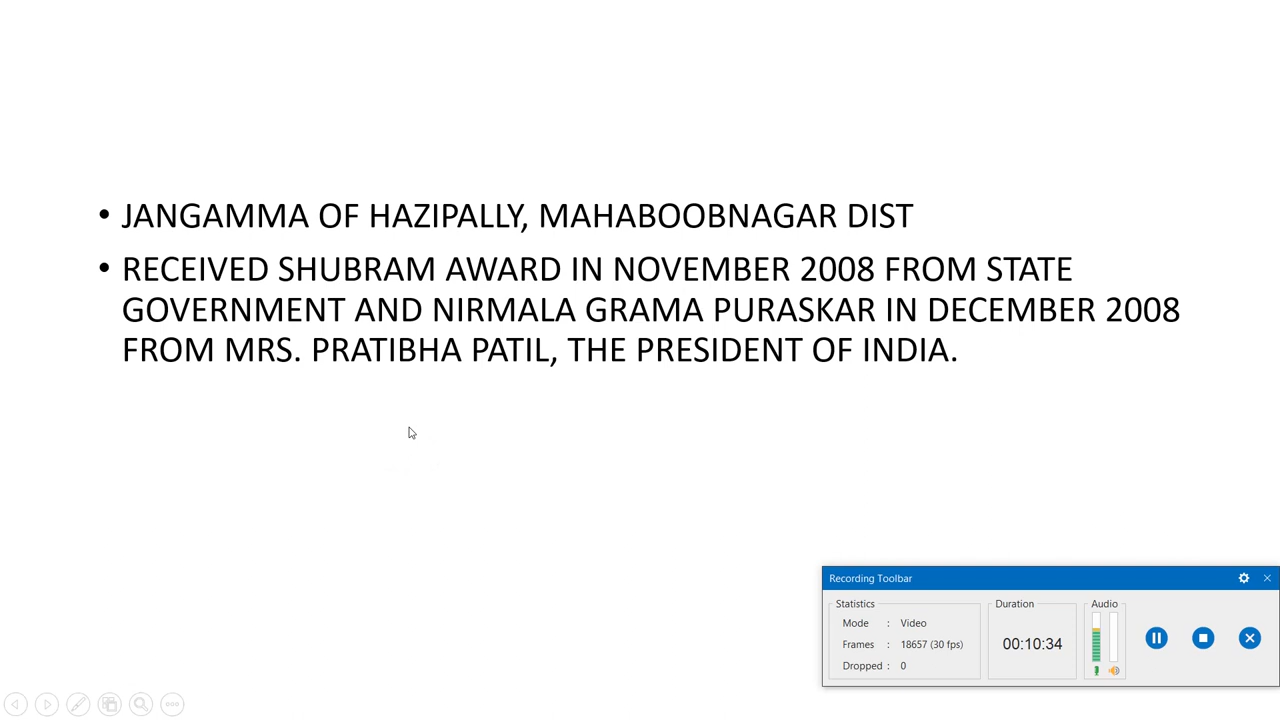 • JANGAMMA OF HAZIPALLY, MAHABOOBNAGAR DIST
• RECEIVED SHUBRAM AWARD IN NOVEMBER 2008 FROM STATE
GOVERNMENT AND NIRMALA GRAMA PURASKAR IN DECEMBER 2008
FROM MRS. PRATIBHA PATIL, THE PRESIDENT OF INDIA.
Recording Toolbar
Statistics
Mode : Video
Frames : 18657 (30 fps)
Dropped : 0
Duration
00:10:34
Audio